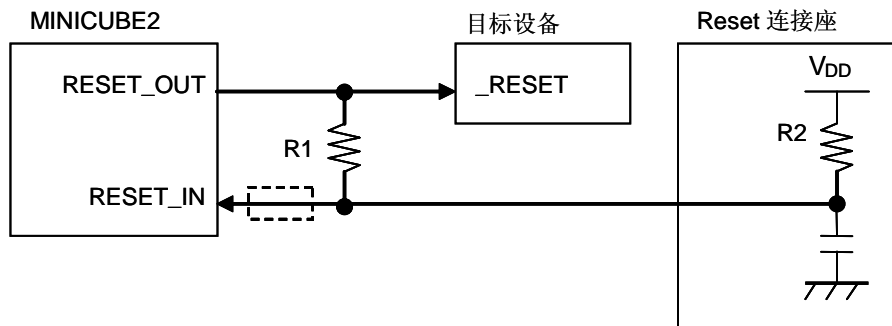 MINICUBE2
目标设备
Reset 连接座
RESET_OUT
_RESET
VDD
R1
R2
RESET_IN